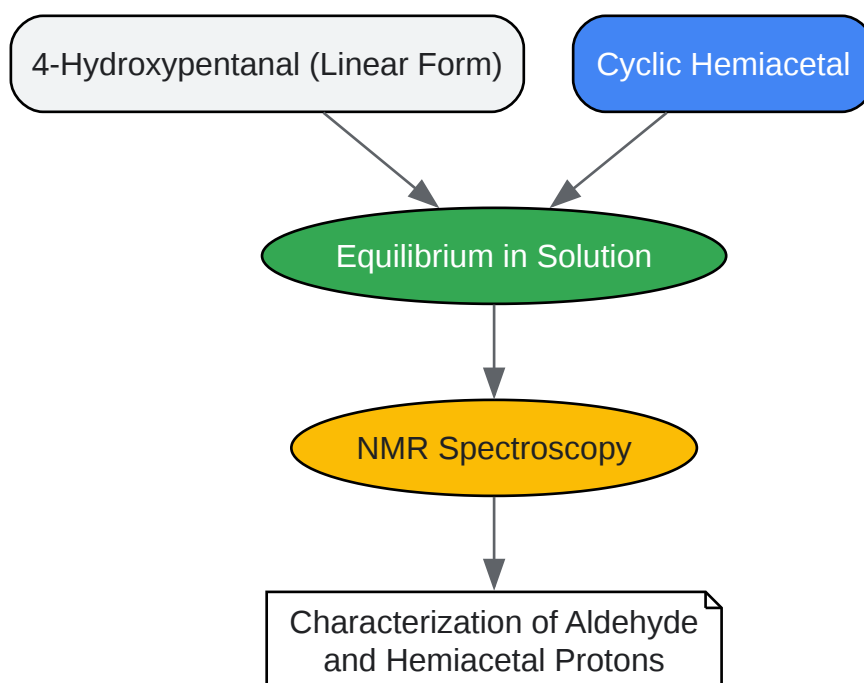 4-Hydroxypentanal (Linear Form)
Cyclic Hemiacetal
Equilibrium in Solution
NMR Spectroscopy
Characterization of Aldehyde
and Hemiacetal Protons